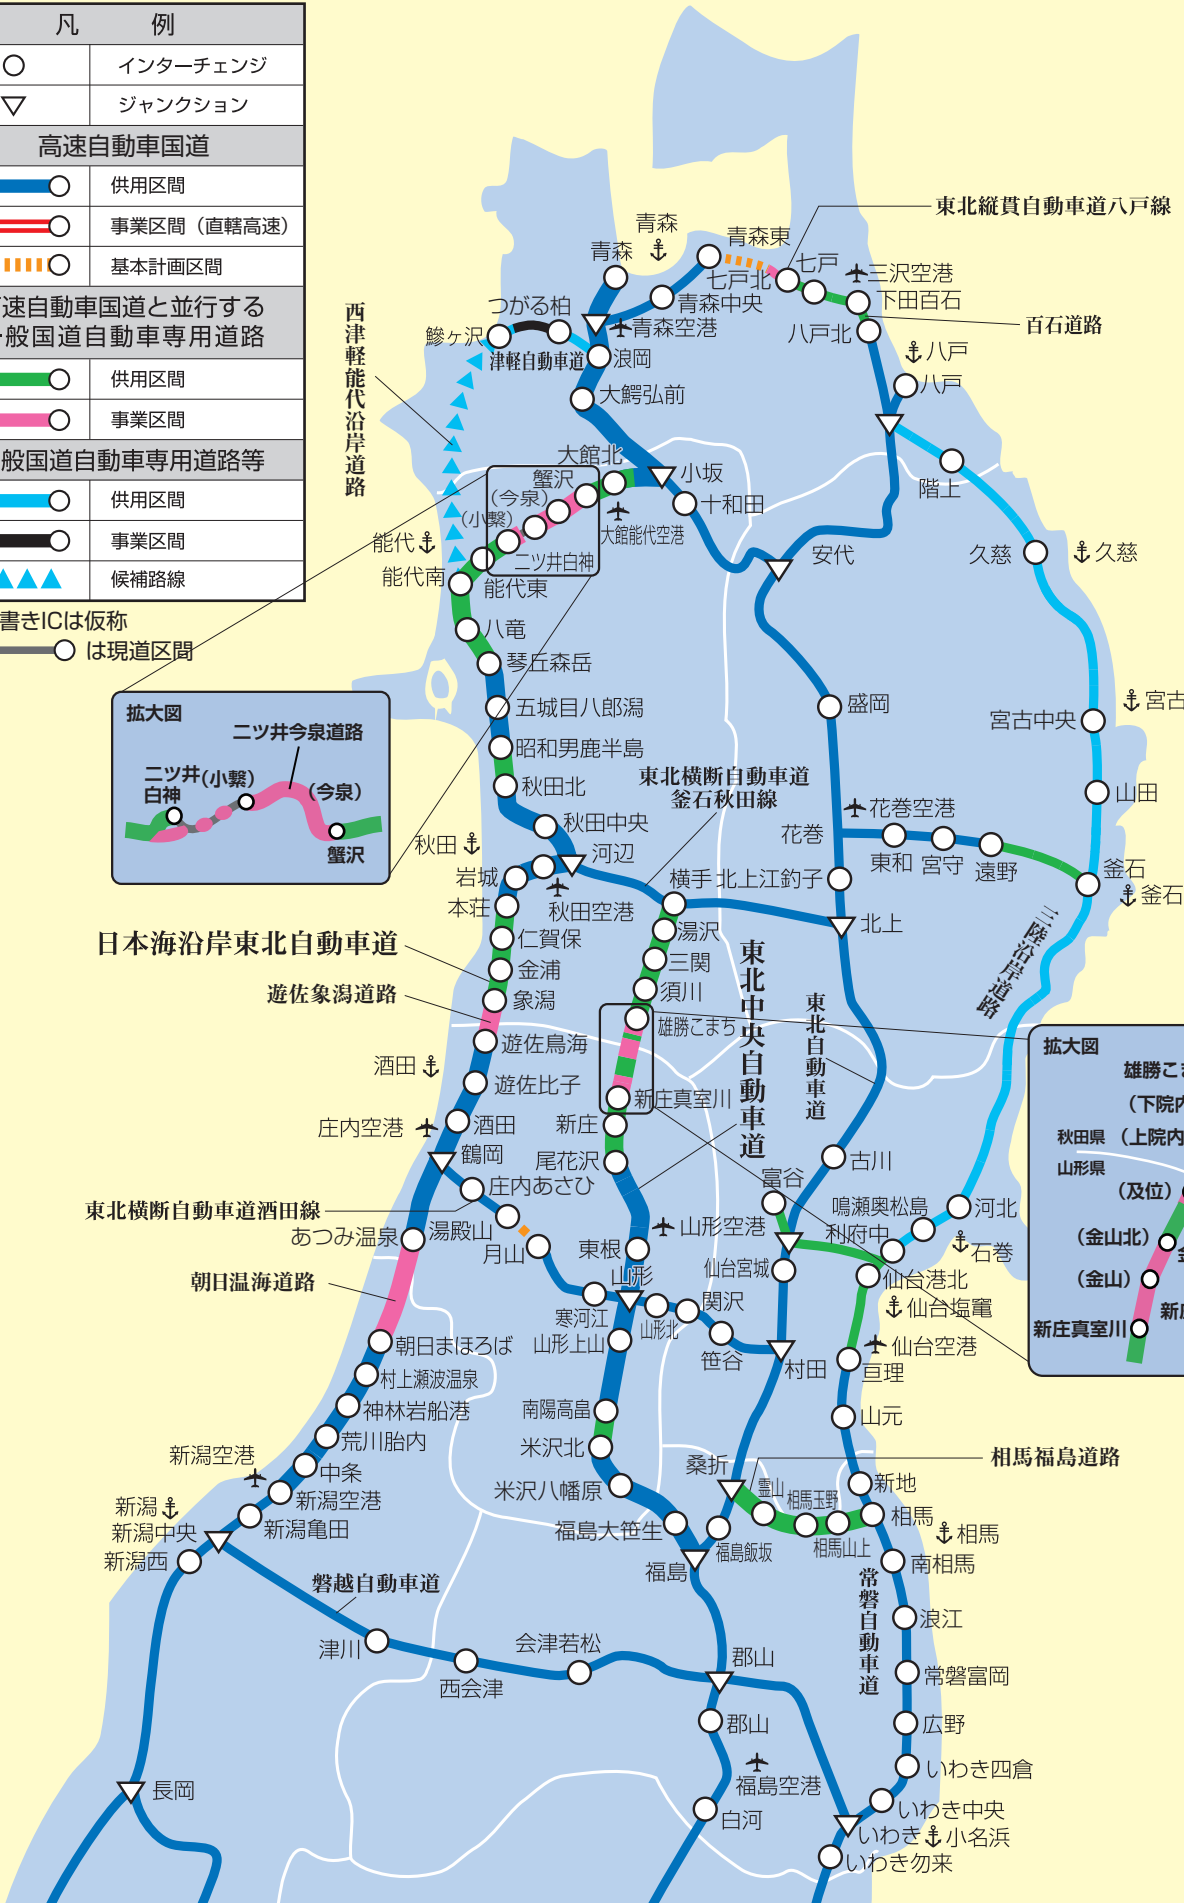 凡　例
インターチェンジ
ジャンクション
高速自動車国道
供用区間
事業区間（直轄高速）
基本計画区間
速自動車国道と並行する
般国道自動車専用道路
供用区間
事業区間
般国道自動車専用道路等
供用区間
事業区間
候補路線
書きICは仮称
は現道区間
青森
青森
青森東
東北縦貫自動車道八戸線
七戸北
七戸
三沢空港
青森中央
下田百石
つがる柏
青森空港
百石道路
鰺ヶ沢
八戸北
津軽自動車道
浪岡
八戸
八戸
西津軽能代沿岸道路
大鰐弘前
大館北
小坂
蟹沢
階上
（今泉）
十和田
（小繋）
大館能代空港
能代
二ツ井白神
安代
久慈
久慈
能代南
能代東
八竜
琴丘森岳
五城目八郎潟
盛岡
宮古
宮古中央
拡大図
二ツ井今泉道路
二ツ井
白神
（小繋）
（今泉）
蟹沢
昭和男鹿半島
東北横断自動車道
釜石秋田線
秋田北
山田
花巻空港
秋田中央
花巻
秋田
河辺
東和
宮守
遠野
釜石
岩城
横手
北上江釣子
釜石
秋田空港
本荘
北上
湯沢
三陸沿岸道路
日本海沿岸東北自動車道
仁賀保
金浦
三関
東北中央自動車道
遊佐象潟道路
象潟
須川
東北自動車道
雄勝こまち
遊佐鳥海
拡大図
雄勝こま
（下院内
秋田県
（上院内
山形県
（及位）
（金山北）
（金山）
新庄真室川
新庄
酒田
遊佐比子
新庄真室川
庄内空港
酒田
新庄
鶴岡
尾花沢
古川
庄内あさひ
富谷
東北横断自動車道酒田線
湯殿山
山形空港
鳴瀬奥松島
河北
あつみ温泉
月山
東根
利府中
石巻
朝日温海道路
山形
仙台宮城
仙台港北
寒河江
関沢
仙台塩竈
朝日まほろば
山形上山
山形北
笹谷
仙台空港
村上瀬波温泉
村田
亘理
神林岩船港
南陽高畠
山元
荒川胎内
米沢北
新潟空港
中条
桑折
相馬福島道路
新潟空港
米沢八幡原
霊山
相馬玉野
新地
新潟
新潟亀田
福島大笹生
相馬
相馬
新潟中央
福島飯坂
相馬山上
新潟西
福島
南相馬
磐越自動車道
常磐自動車道
浪江
津川
会津若松
郡山
常磐富岡
西会津
郡山
広野
福島空港
いわき四倉
長岡
白河
いわき中央
いわき
小名浜
いわき勿来